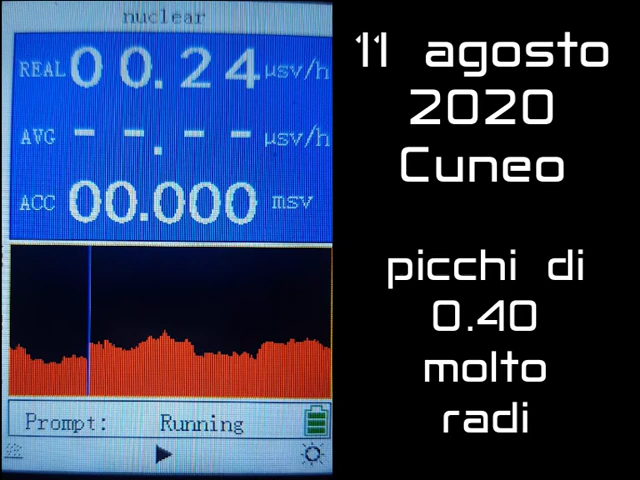 nuclear
REAL 00.24 μsv/h
AVG --.-- μsv/h
ACC 00.000 msv
Prompt: Running
11 agosto
2020
Cuneo
picchi di
0.40
molto
radi